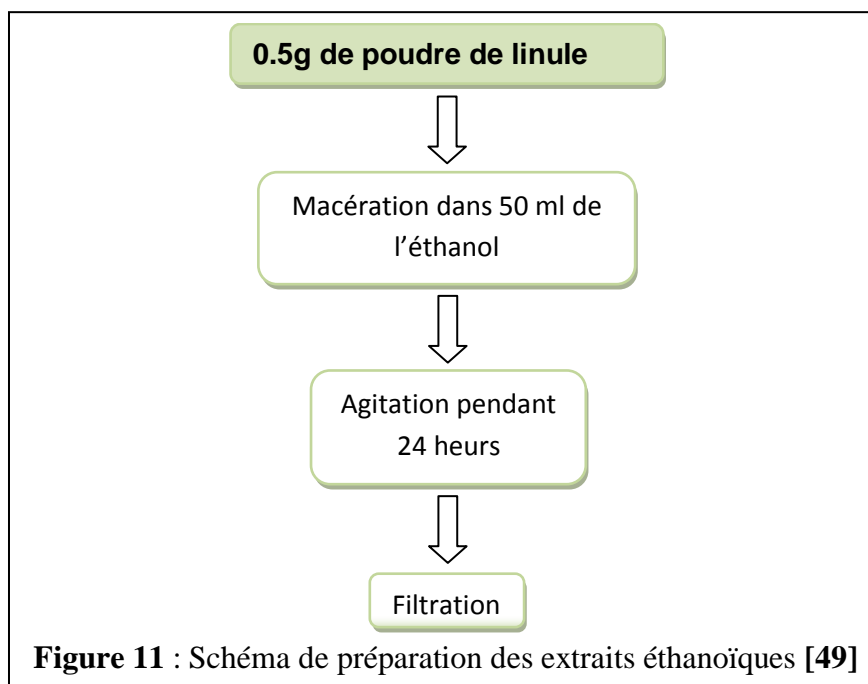 0.5g de poudre de linule
Macération dans 50 ml de
l’éthanol
Agitation pendant
24 heurs
Filtration
Figure 11 : Schéma de préparation des extraits éthanoïques [49]